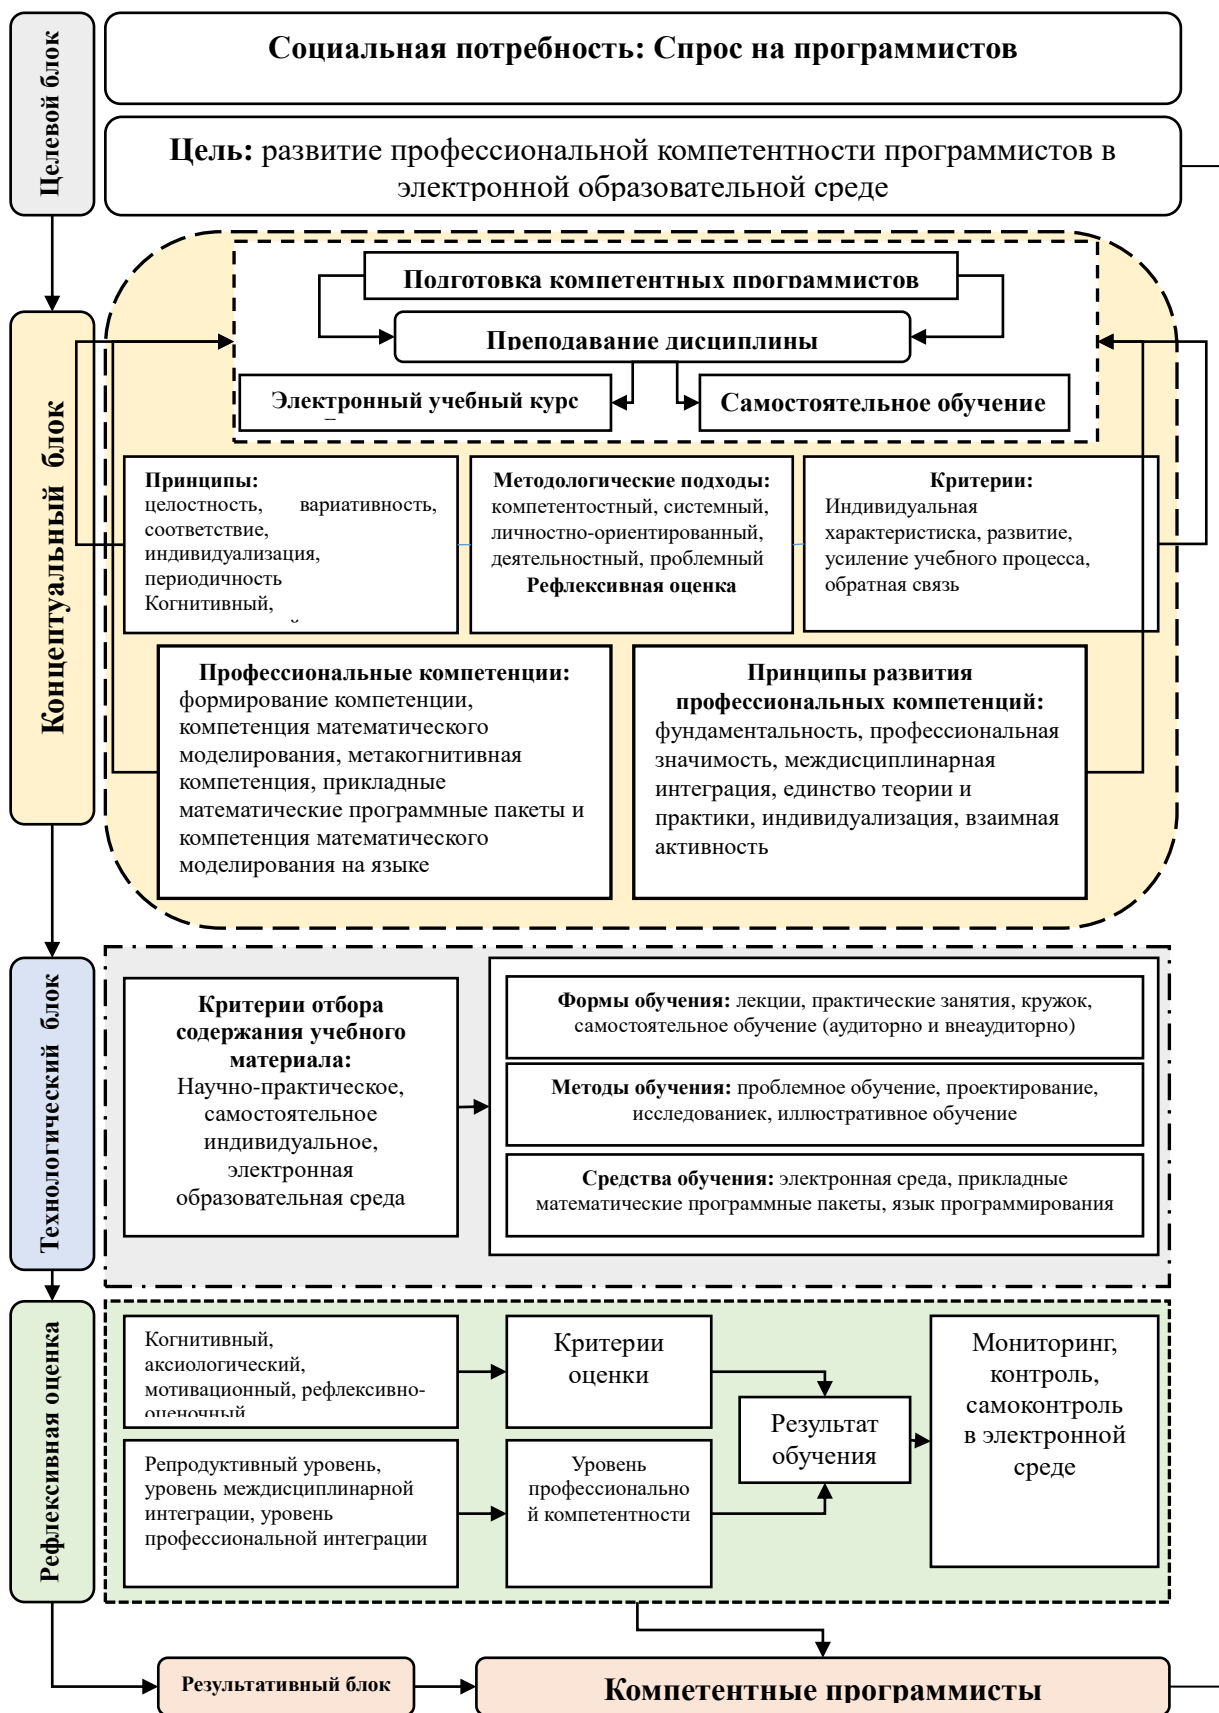 Целевой блок
Социальная потребность: Спрос на программистов
Цель: развитие профессиональной компетентности программистов в
электронной образовательной среде
Концептуальный блок
Подготовка компетентных программистов
Преподавание дисциплины
Электронный учебный курс
Самостоятельное обучение
Принципы:
целостность, вариативность,
соответствие,
индивидуализация,
периодичность
Когнитивный,
Методологические подходы:
компетентостный, системный,
личностно-ориентированный,
деятельностный, проблемный
Рефлексивная оценка
Критерии:
Индивидуальная
характеристиска, развитие,
усиление учебного процесса,
обратная связь
Профессиональные компетенции:
формирование компетенции,
компетенция математического
моделирования, метакогнитивная
компетенция, прикладные
математические программные пакеты и
компетенция математического
моделирования на языке
Принципы развития
профессиональных компетенций:
фундаментальность, профессиональная
значимость, междисциплинарная
интеграция, единство теории и
практики, индивидуализация, взаимная
активность
Технологический блок
Критерии отбора
содержания учебного
материала:
Научно-практическое,
самостоятельное
индивидуальное,
электронная
образовательная среда
Формы обучения: лекции, практические занятия, кружок,
самостоятельное обучение (аудиторно и внеаудиторно)
Методы обучения: проблемное обучение, проектирование,
исследованиек, иллюстративное обучение
Средства обучения: электронная среда, прикладные
математические программные пакеты, язык программирования
Рефлексивная оценка
Когнитивный,
аксиологический,
мотивационный, рефлексивно-
оценочный
Критерии
оценки
Репродуктивный уровень,
уровень междисциплинарной
интеграции, уровень
профессиональной интеграции
Уровень
профессионально
й компетентности
Результат
обучения
Мониторинг,
контроль,
самоконтроль
в электронной
среде
Результативный блок
Компетентные программисты